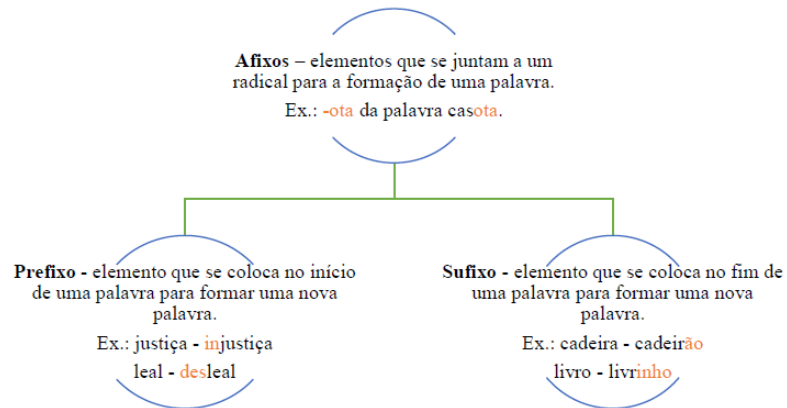 Afixos – elementos que se juntam a um
radical para a formação de uma palavra.
Ex.: -ota da palavra casota.
Prefixo - elemento que se coloca no início
de uma palavra para formar uma nova
palavra.
Ex.: justiça - injustiça
leal - desleal
Sufixo - elemento que se coloca no fim de
uma palavra para formar uma nova
palavra.
Ex.: cadeira - cadeirão
livro - livrinho